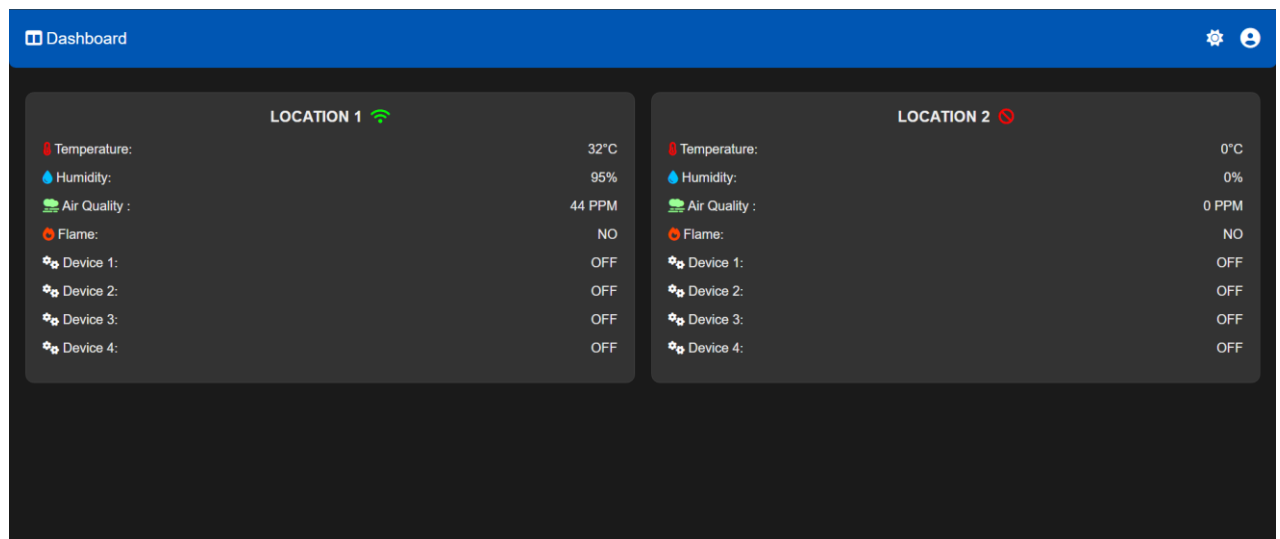 Dashboard
LOCATION 1
Temperature: 32°C
Humidity: 95%
Air Quality : 44 PPM
Flame: NO
Device 1: OFF
Device 2: OFF
Device 3: OFF
Device 4: OFF
LOCATION 2
Temperature: 0°C
Humidity: 0%
Air Quality : 0 PPM
Flame: NO
Device 1: OFF
Device 2: OFF
Device 3: OFF
Device 4: OFF